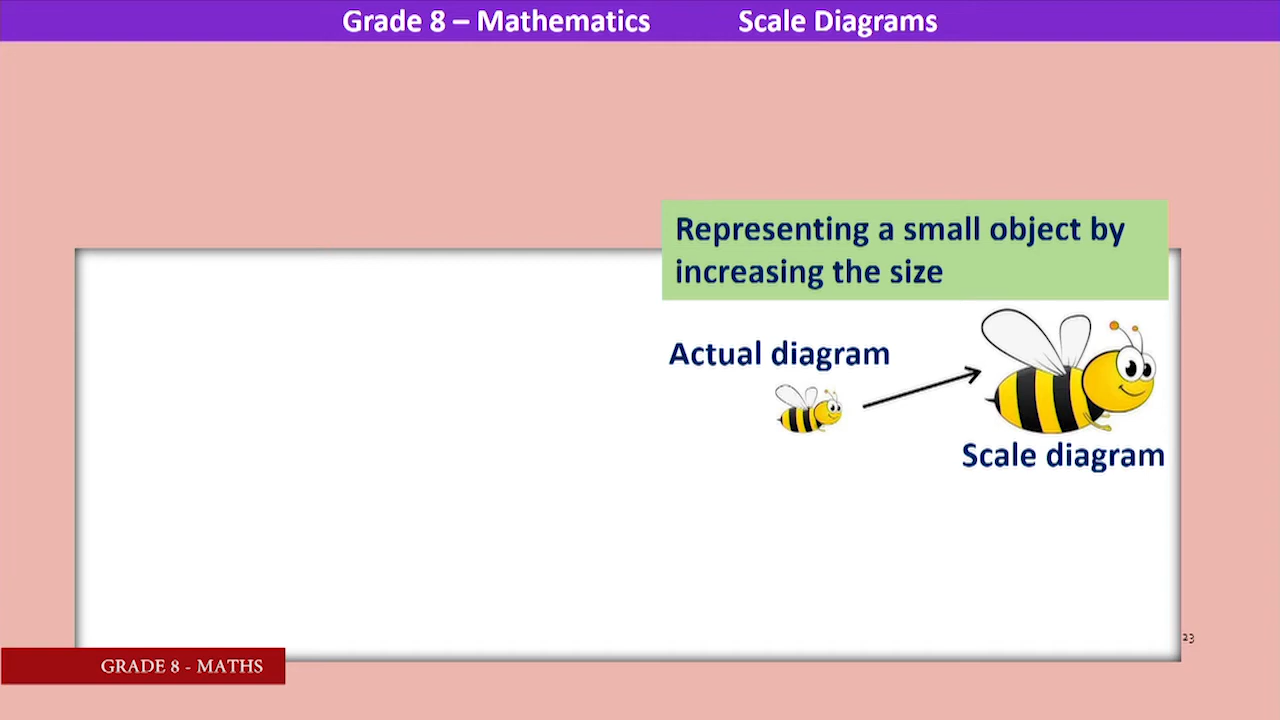 Grade 8 – Mathematics Scale Diagrams
Representing a small object by
increasing the size
Actual diagram
Scale diagram
23
GRADE 8 - MATHS